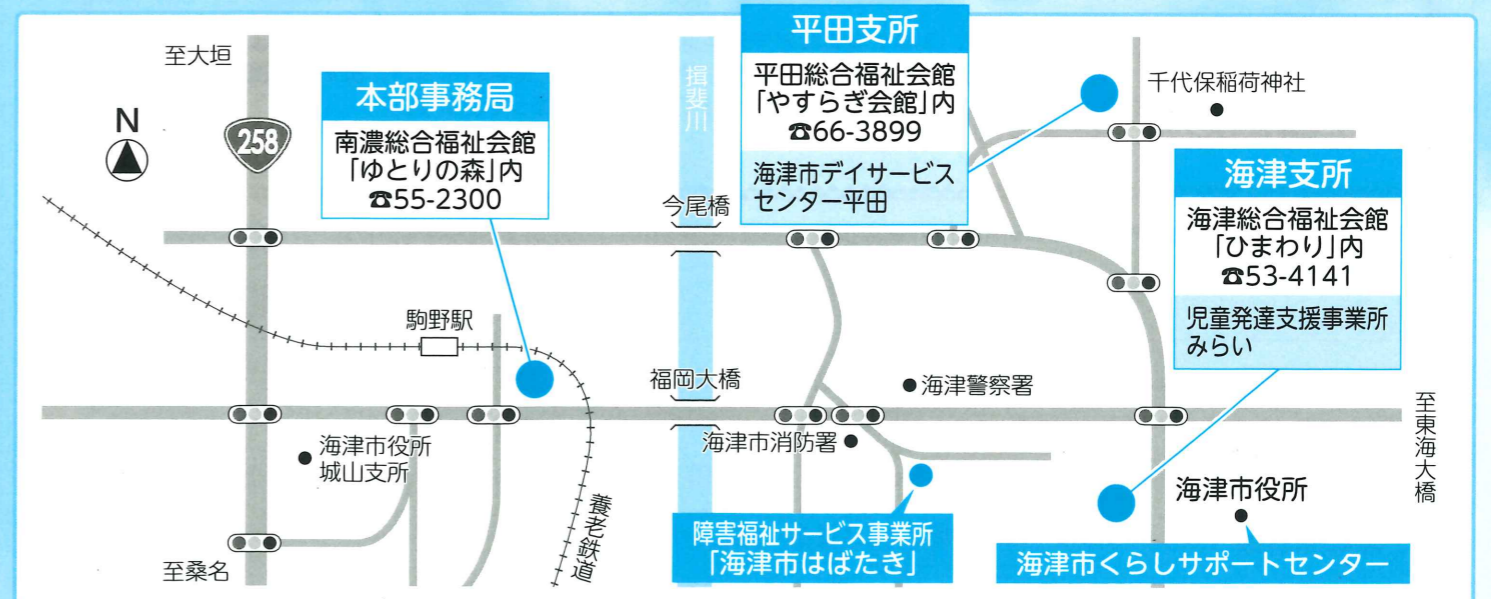 至大垣
N
258
本部事務局
南濃総合福祉会館
「ゆとりの森」内
☎55-2300
揖斐川
平田支所
平田総合福祉会館
「やすらぎ会館」内
☎66-3899
海津市デイサービス
センター平田
千代保稲荷神社
海津支所
海津総合福祉会館
「ひまわり」内
☎53-4141
児童発達支援事業所
みらい
今尾橋
駒野駅
福岡大橋
海津警察署
至東海大橋
海津市役所
城山支所
海津市消防署
養老鉄道
海津市役所
障害福祉サービス事業所
「海津市はばたき」
海津市くらしサポートセンター
至桑名